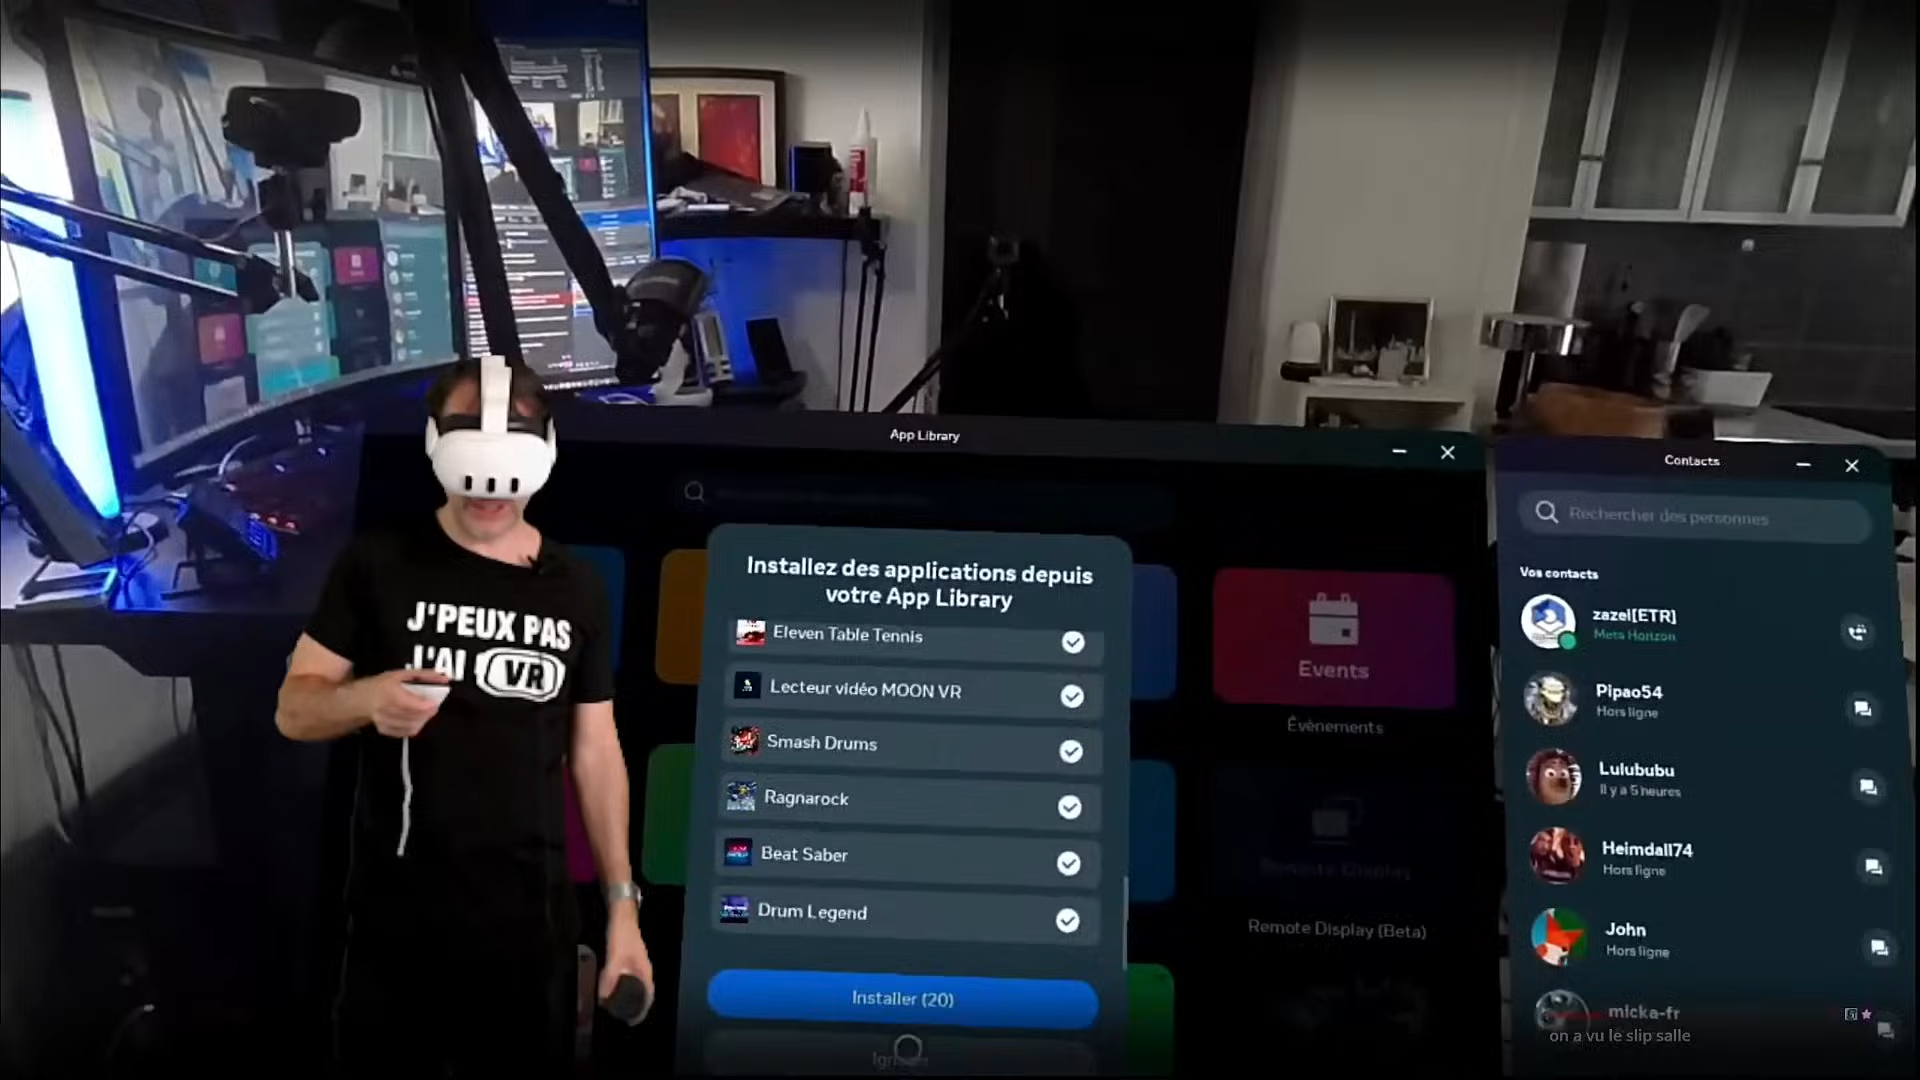 App Library
Contacts
Rechercher des personnes
Installez des applications depuis
votre App Library
Eleven Table Tennis
Lecteur vidéo MOON VR
Smash Drums
Ragnarock
Beat Saber
Drum Legend
Installer (20)
J'PEUX PAS
J'AI VR
Events
Évènements
Remote Display
Remote Display (Beta)
Vos contacts
zazel[ETR]
Meta Horizon
Pipao54
Hors ligne
Lulububu
Il y a 5 heures
Heimdall74
Hors ligne
John
Hors ligne
micka-fr
on a vu le slip salle